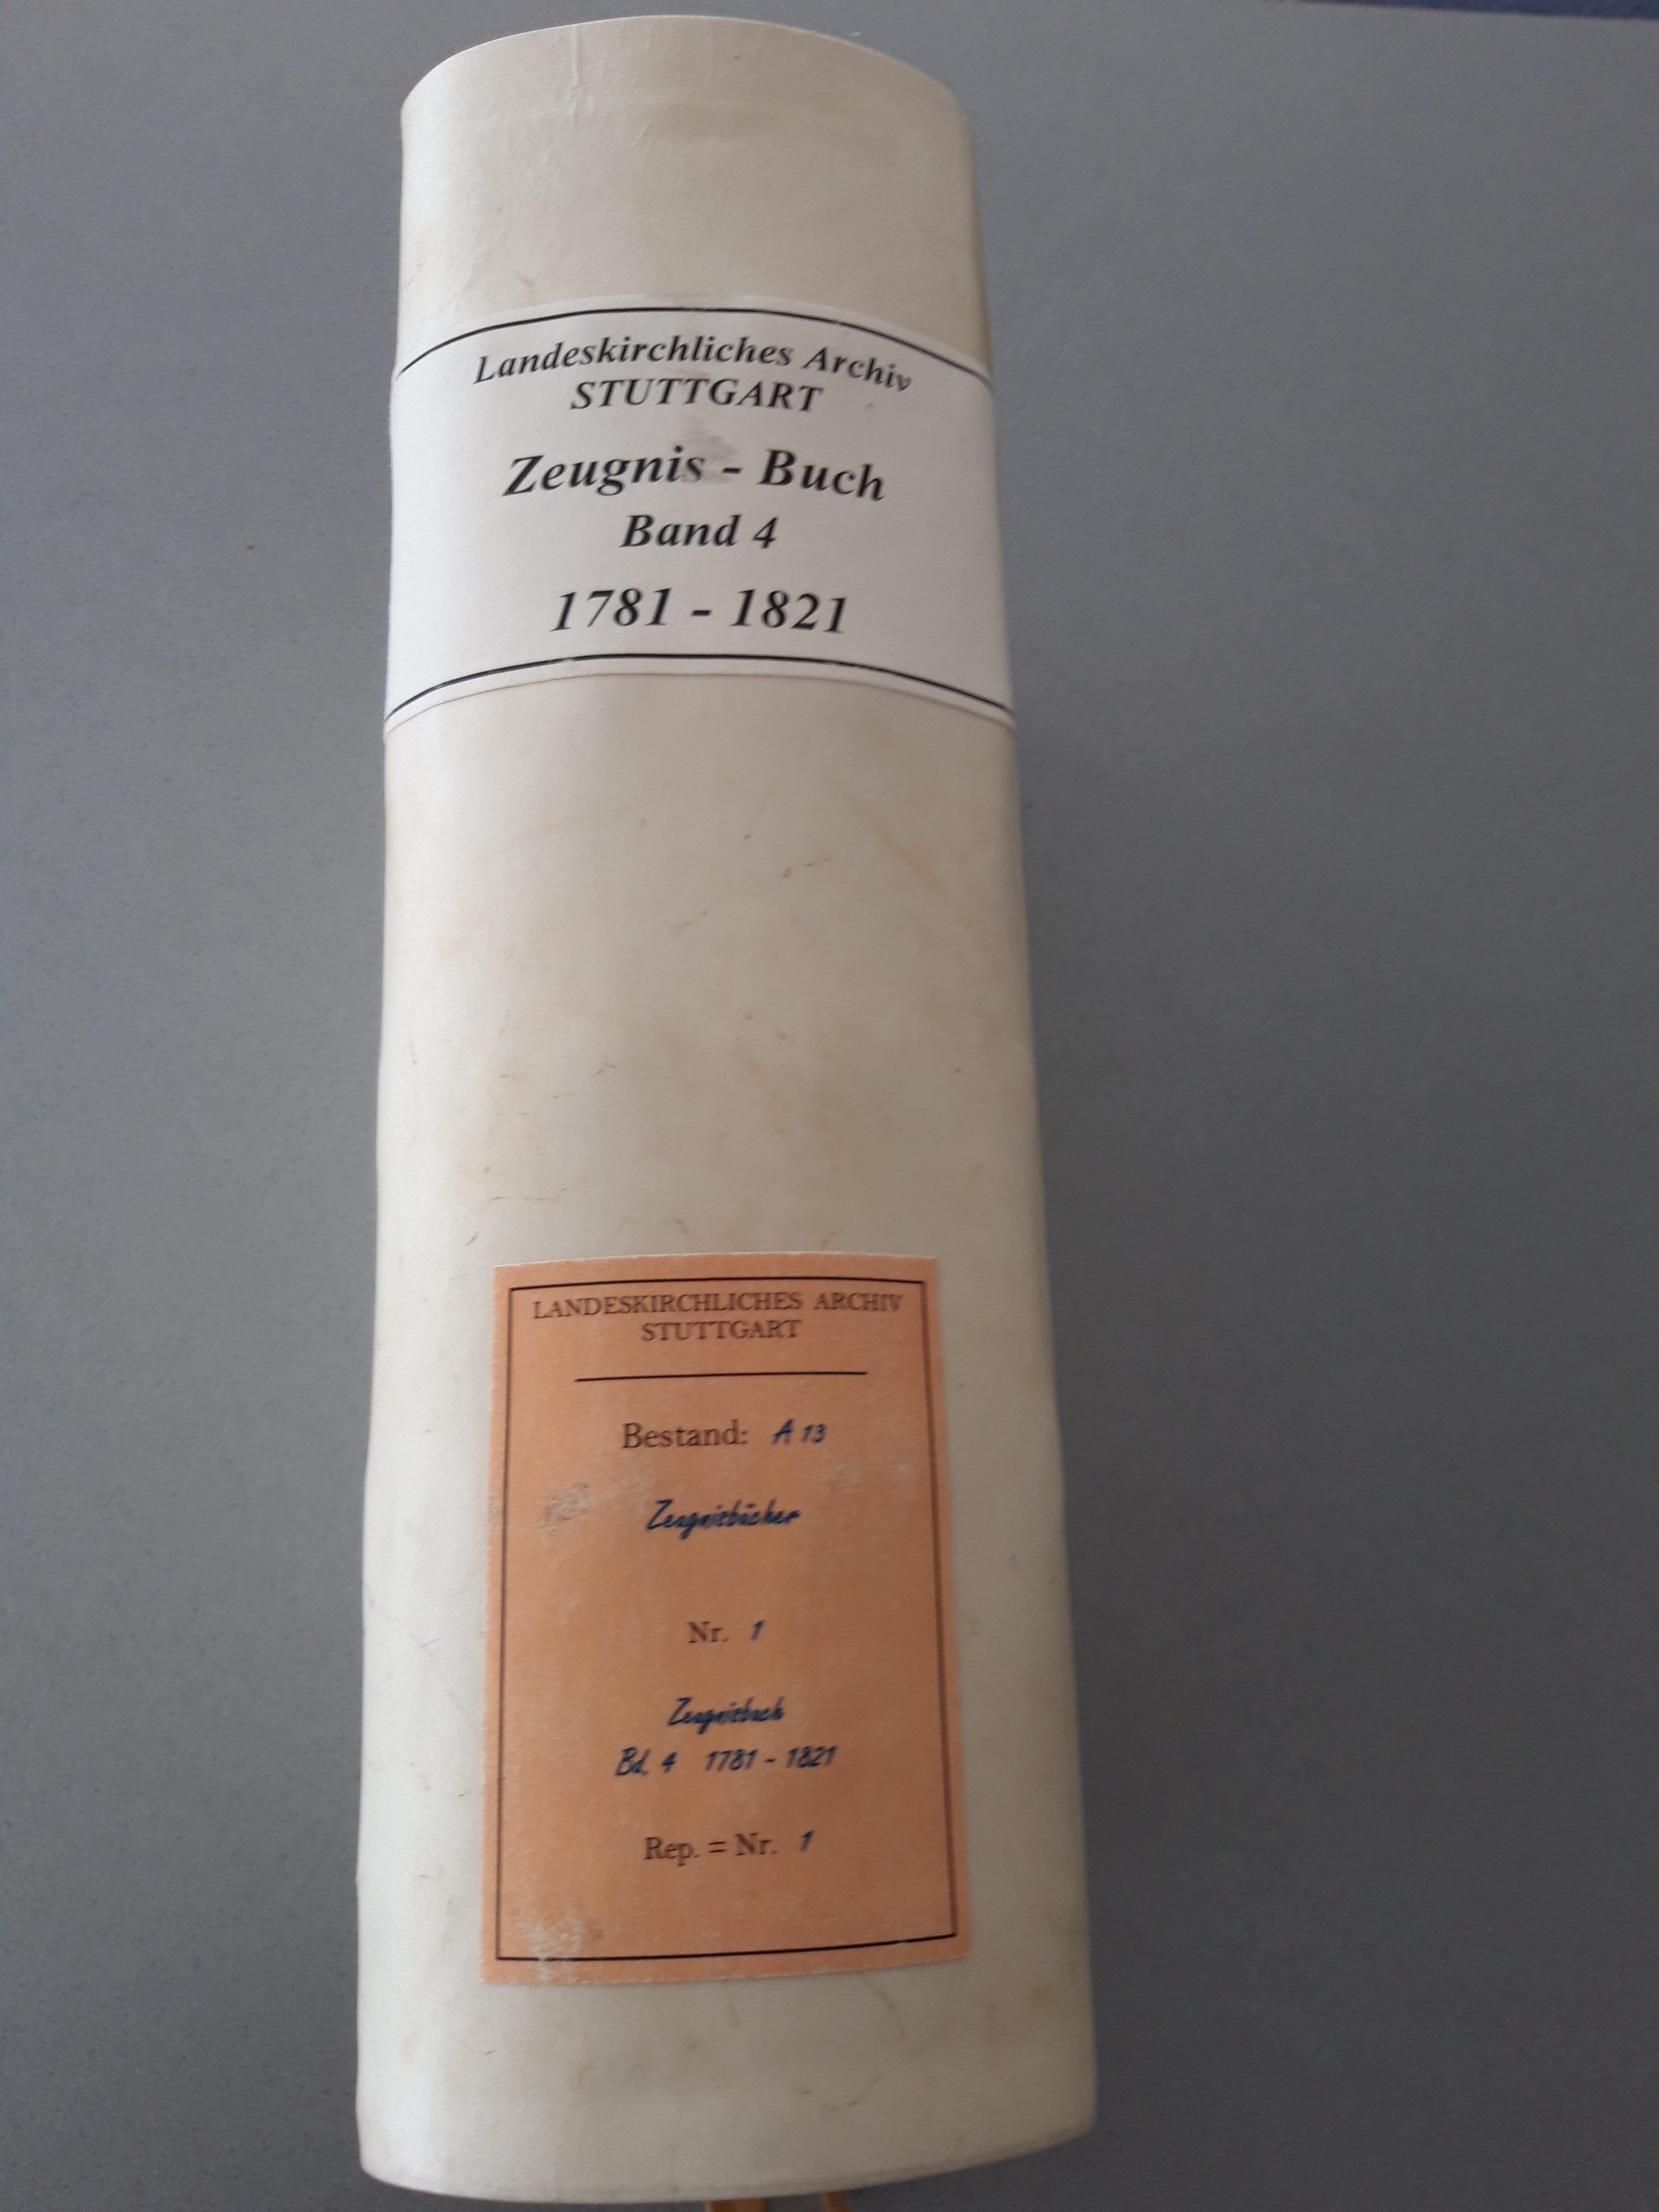 Landeskirchliches Archiv
STUTTGART
Zeugnis - Buch
Band 4
1781 - 1821
LANDESKIRCHLICHES ARCHIV
STUTTGART
Bestand: A 13
Zeugnisbücher
Nr. 1
Zeugnisbuch
Bd. 4 1781 - 1821
Rep. = Nr. 1